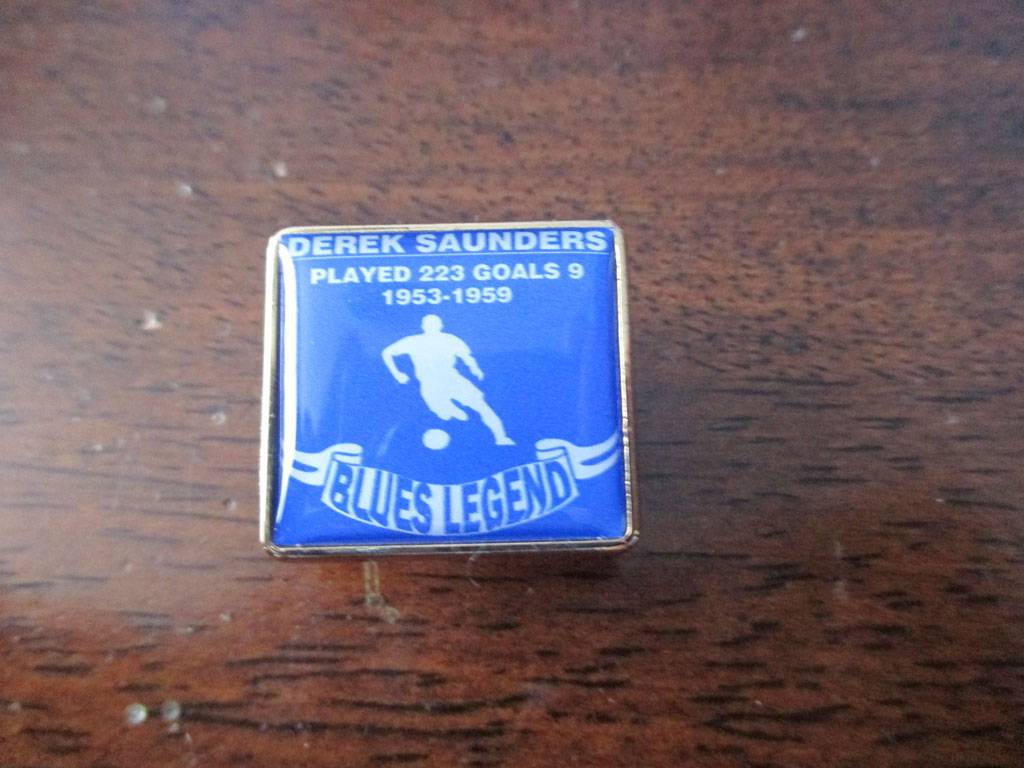 DEREK SAUNDERS
PLAYED 223 GOALS 9
1953-1959
BLUES LEGEND